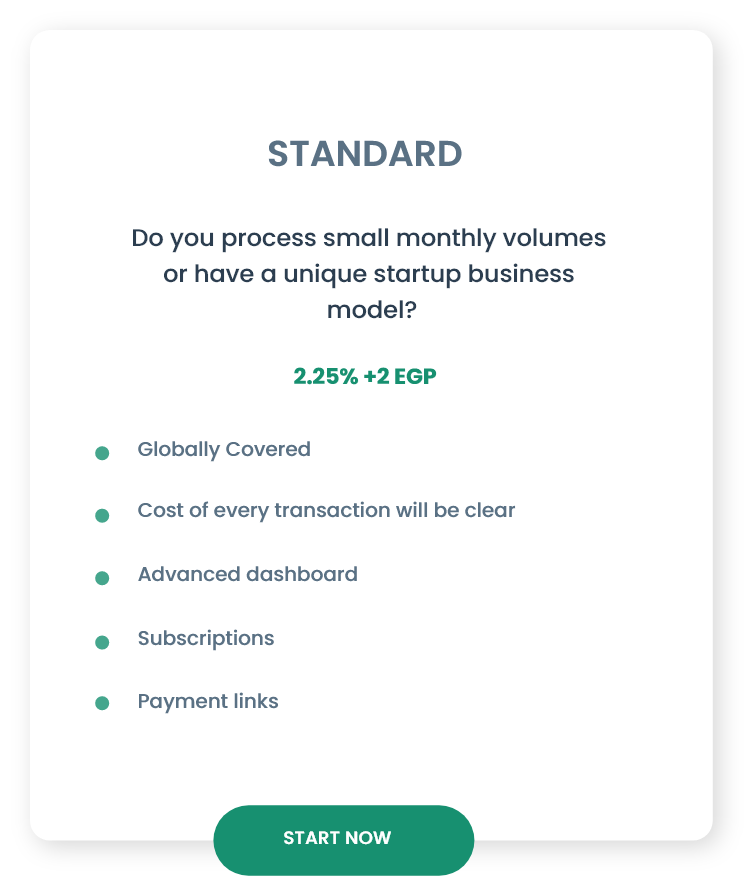 STANDARD
Do you process small monthly volumes
or have a unique startup business
model?
2.25% +2 EGP
Globally Covered
Cost of every transaction will be clear
Advanced dashboard
Subscriptions
Payment links
START NOW